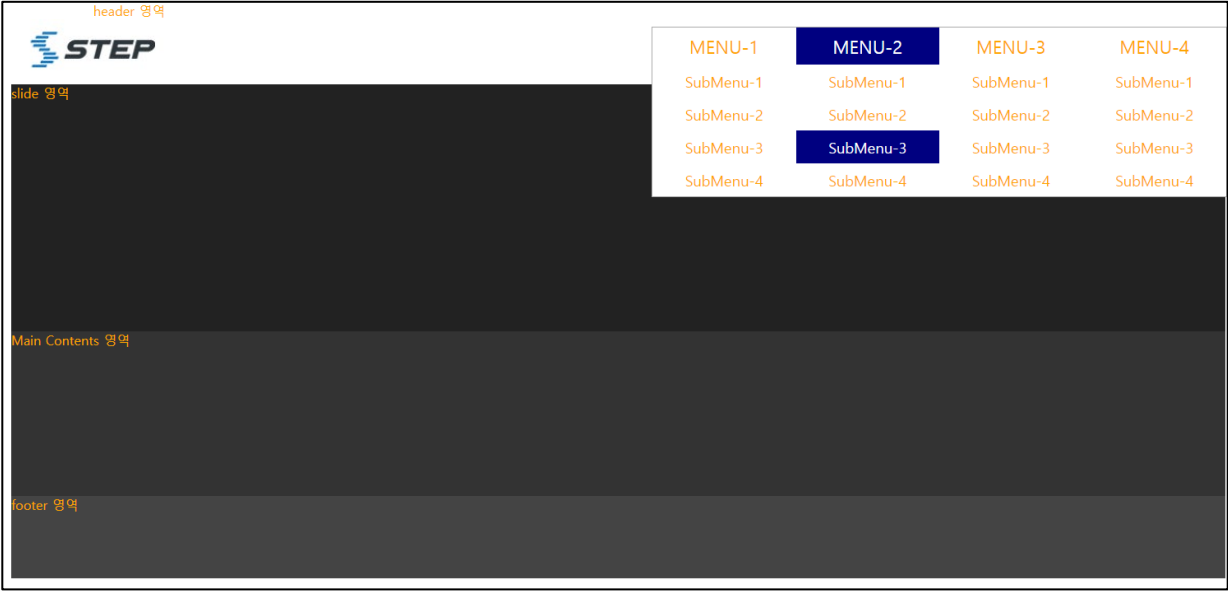 header 영역
STEP
MENU-1 MENU-2 MENU-3 MENU-4
SubMenu-1 SubMenu-1 SubMenu-1 SubMenu-1
slide 영역
SubMenu-2 SubMenu-2 SubMenu-2 SubMenu-2
SubMenu-3 SubMenu-3 SubMenu-3 SubMenu-3
SubMenu-4 SubMenu-4 SubMenu-4 SubMenu-4
Main Contents 영역
footer 영역